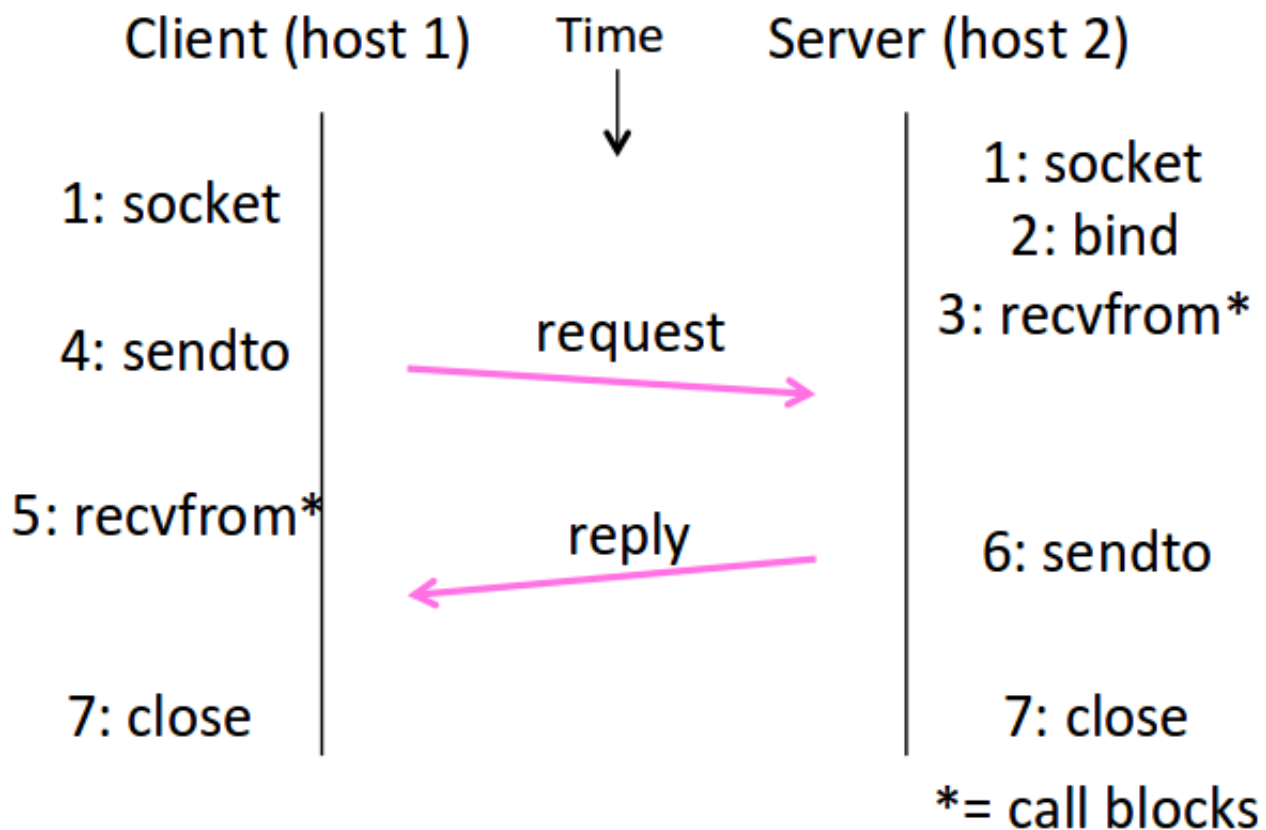 Client (host 1)
Time
Server (host 2)
1: socket
1: socket
2: bind
3: recvfrom*
4: sendto
request
5: recvfrom*
reply
6: sendto
7: close
7: close
*= call blocks